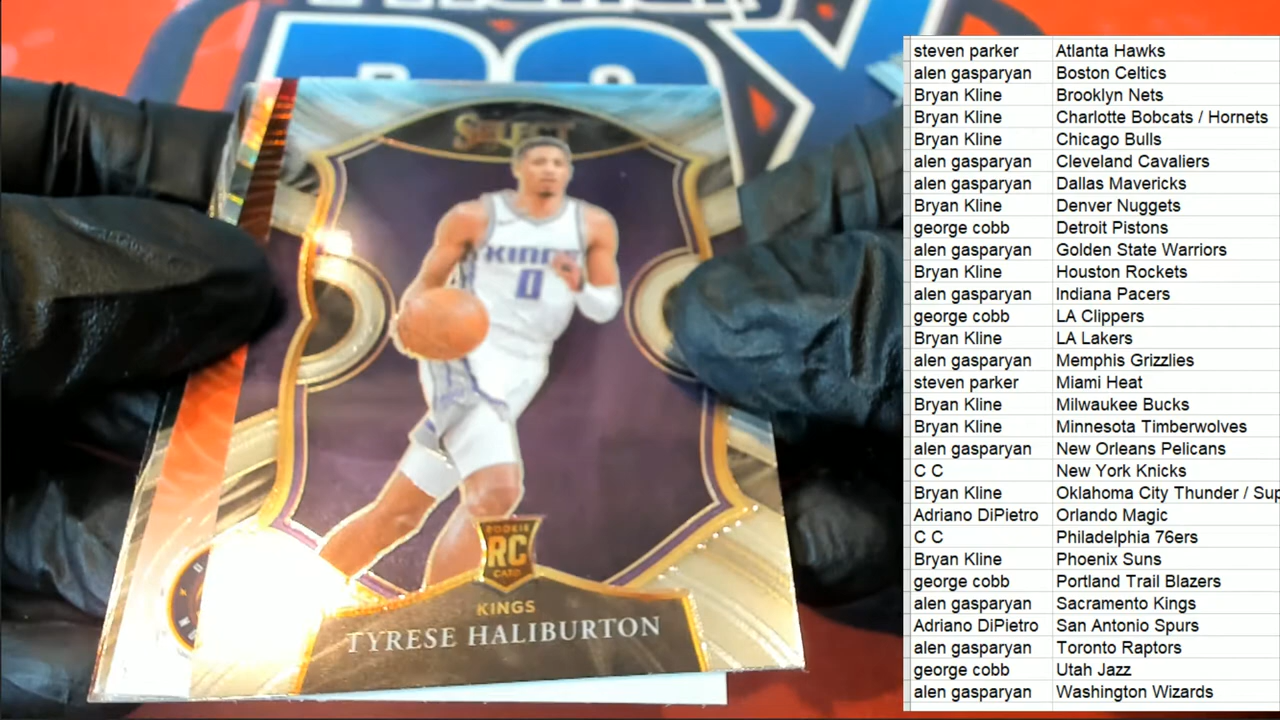 BOX
SELECT
KINGS
0
ROOKIE
RC
CARD
KINGS
TYRESE HALIBURTON
steven parker Atlanta Hawks
alen gasparyan Boston Celtics
Bryan Kline Brooklyn Nets
Bryan Kline Charlotte Bobcats / Hornets
Bryan Kline Chicago Bulls
alen gasparyan Cleveland Cavaliers
alen gasparyan Dallas Mavericks
Bryan Kline Denver Nuggets
george cobb Detroit Pistons
alen gasparyan Golden State Warriors
Bryan Kline Houston Rockets
alen gasparyan Indiana Pacers
george cobb LA Clippers
Bryan Kline LA Lakers
alen gasparyan Memphis Grizzlies
steven parker Miami Heat
Bryan Kline Milwaukee Bucks
Bryan Kline Minnesota Timberwolves
alen gasparyan New Orleans Pelicans
C C New York Knicks
Bryan Kline Oklahoma City Thunder / Sup
Adriano DiPietro Orlando Magic
C C Philadelphia 76ers
Bryan Kline Phoenix Suns
george cobb Portland Trail Blazers
alen gasparyan Sacramento Kings
Adriano DiPietro San Antonio Spurs
alen gasparyan Toronto Raptors
george cobb Utah Jazz
alen gasparyan Washington Wizards